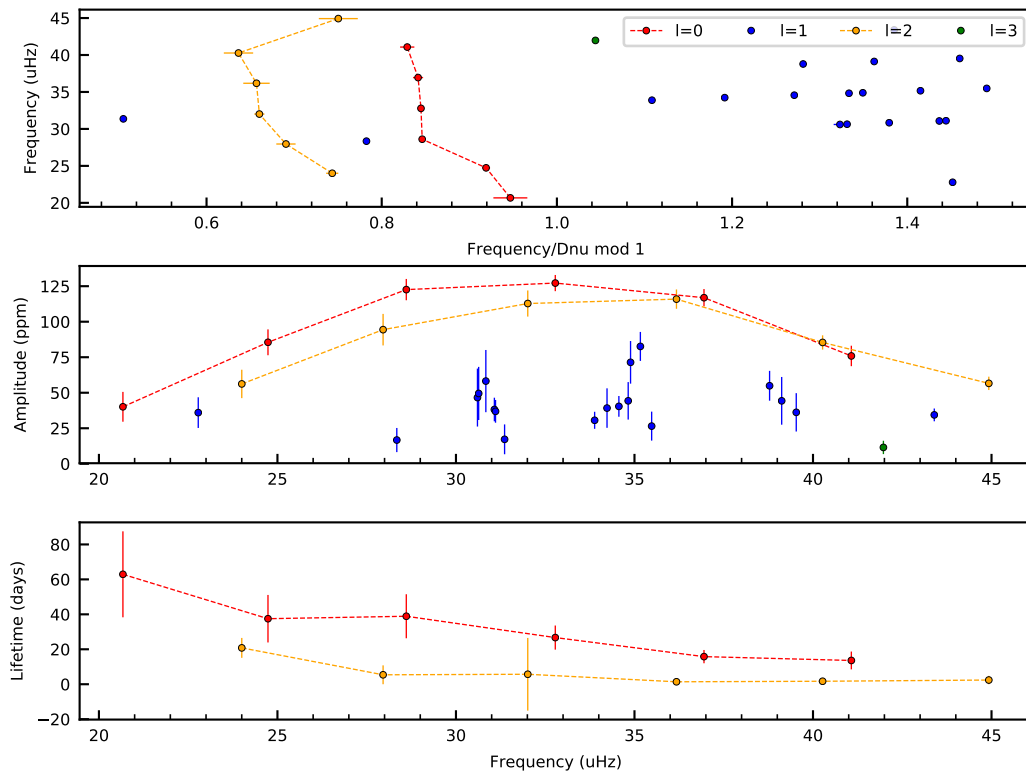 45
40
35
30
25
20
Frequency (uHz)
l=0 l=1 l=2 l=3
0.6 0.8 1.0 1.2 1.4
Frequency/Dnu mod 1
125
100
75
50
25
0
Amplitude (ppm)
20 25 30 35 40 45
80
60
40
20
0
−20
Lifetime (days)
20 25 30 35 40 45
Frequency (uHz)